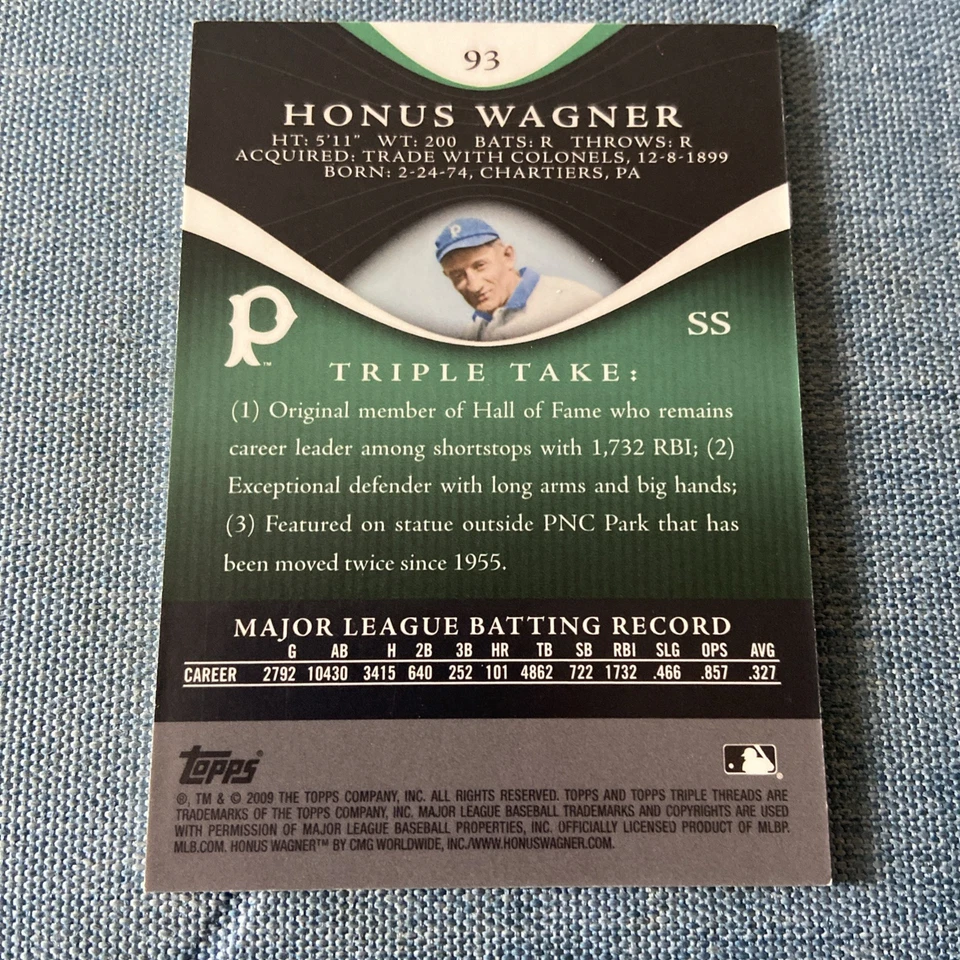 93
HONUS WAGNER
HT: 5'11" WT: 200 BATS: R THROWS: R
ACQUIRED: TRADE WITH COLONELS, 12-8-1899
BORN: 2-24-74, CHARTIERS, PA
P
P™
SS
TRIPLE TAKE:
(1) Original member of Hall of Fame who remains
career leader among shortstops with 1,732 RBI; (2)
Exceptional defender with long arms and big hands;
(3) Featured on statue outside PNC Park that has
been moved twice since 1955.
MAJOR LEAGUE BATTING RECORD
G AB H 2B 3B HR TB SB RBI SLG OPS AVG
CAREER 2792 10430 3415 640 252 101 4862 722 1732 .466 .857 .327
Topps®
®, TM & © 2009 THE TOPPS COMPANY, INC. ALL RIGHTS RESERVED. TOPPS AND TOPPS TRIPLE THREADS ARE
TRADEMARKS OF THE TOPPS COMPANY, INC. MAJOR LEAGUE BASEBALL TRADEMARKS AND COPYRIGHTS ARE USED
WITH PERMISSION OF MAJOR LEAGUE BASEBALL PROPERTIES, INC. OFFICIALLY LICENSED PRODUCT OF MLBP.
MLB.COM. HONUS WAGNER™ BY CMG WORLDWIDE, INC./WWW.HONUSWAGNER.COM.